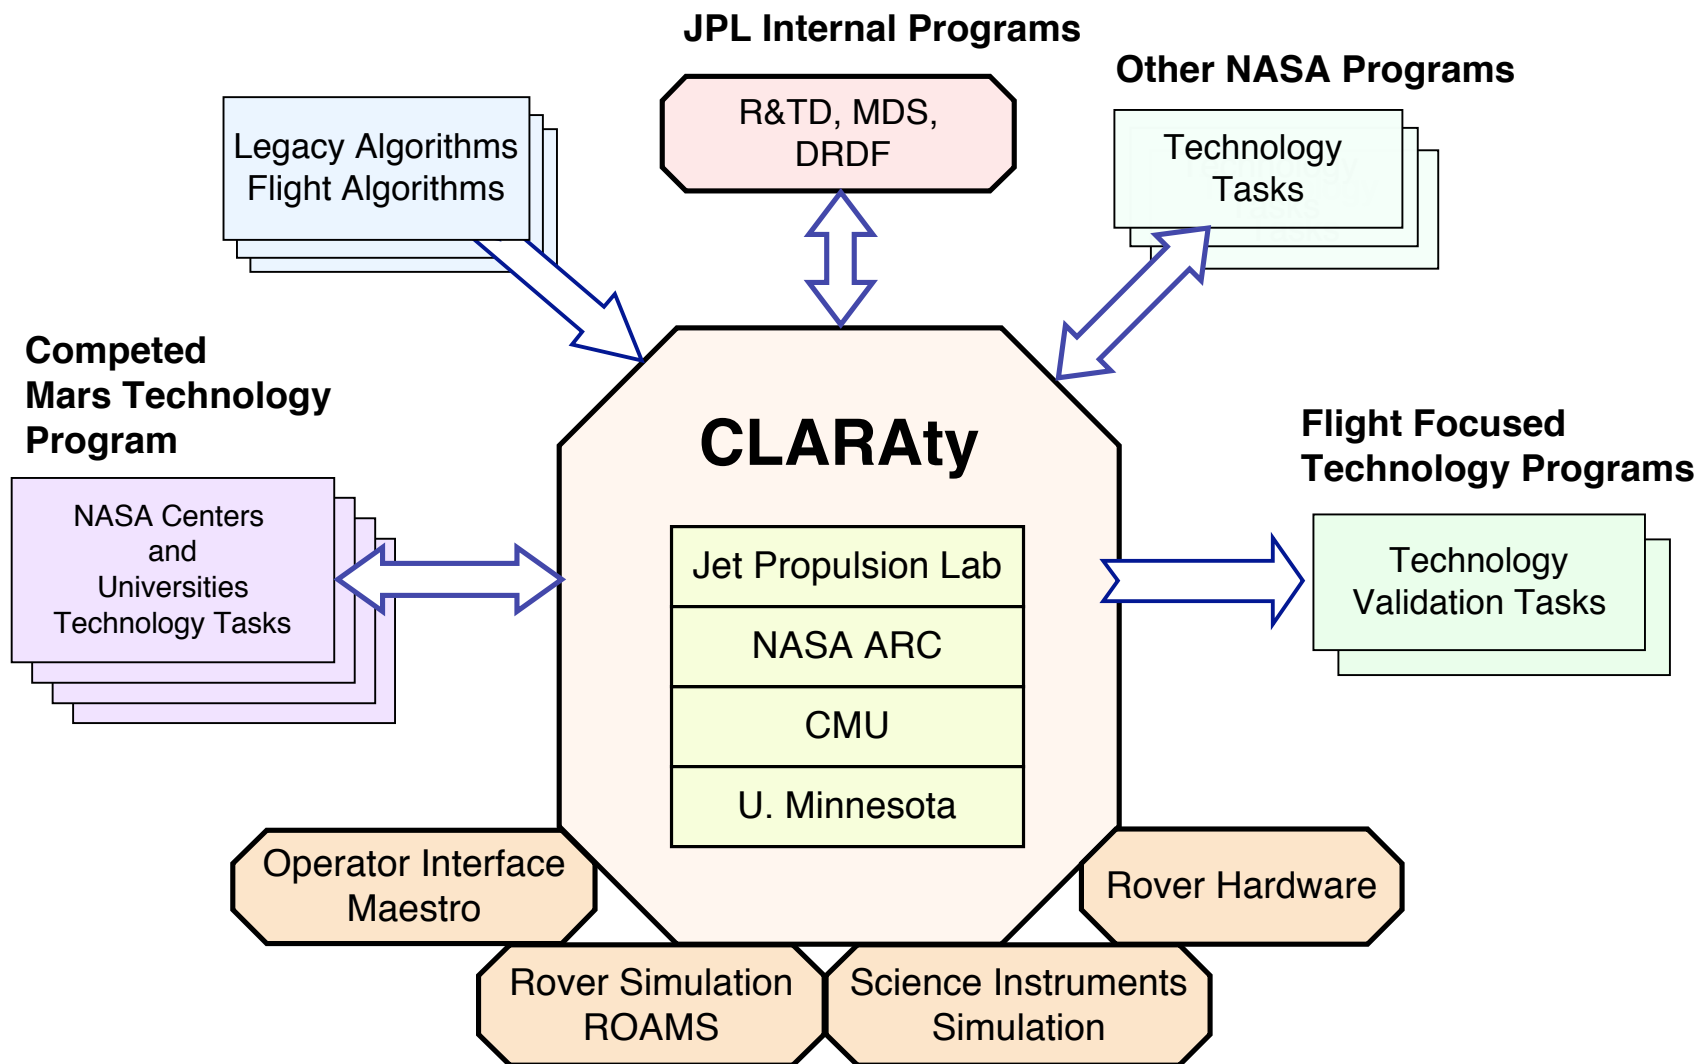 JPL Internal Programs
R&TD, MDS,
DRDF
Other NASA Programs
Technology
Tasks
Legacy Algorithms
Flight Algorithms
Competed
Mars Technology
Program
NASA Centers
and
Universities
Technology Tasks
CLARAty
Jet Propulsion Lab
NASA ARC
CMU
U. Minnesota
Flight Focused
Technology Programs
Technology
Validation Tasks
Operator Interface
Maestro
Rover Simulation
ROAMS
Science Instruments
Simulation
Rover Hardware